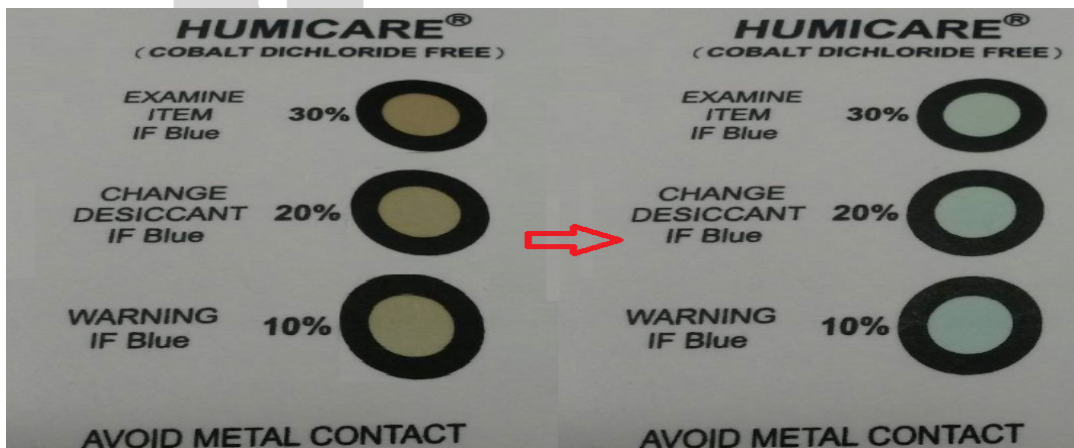 HUMICARE®
(COBALT DICHLORIDE FREE)
EXAMINE
ITEM 30%
IF Blue
CHANGE
DESICCANT 20%
IF Blue
WARNING 10%
IF Blue
AVOID METAL CONTACT
HUMICARE®
(COBALT DICHLORIDE FREE)
EXAMINE
ITEM 30%
IF Blue
CHANGE
DESICCANT 20%
IF Blue
WARNING 10%
IF Blue
AVOID METAL CONTACT